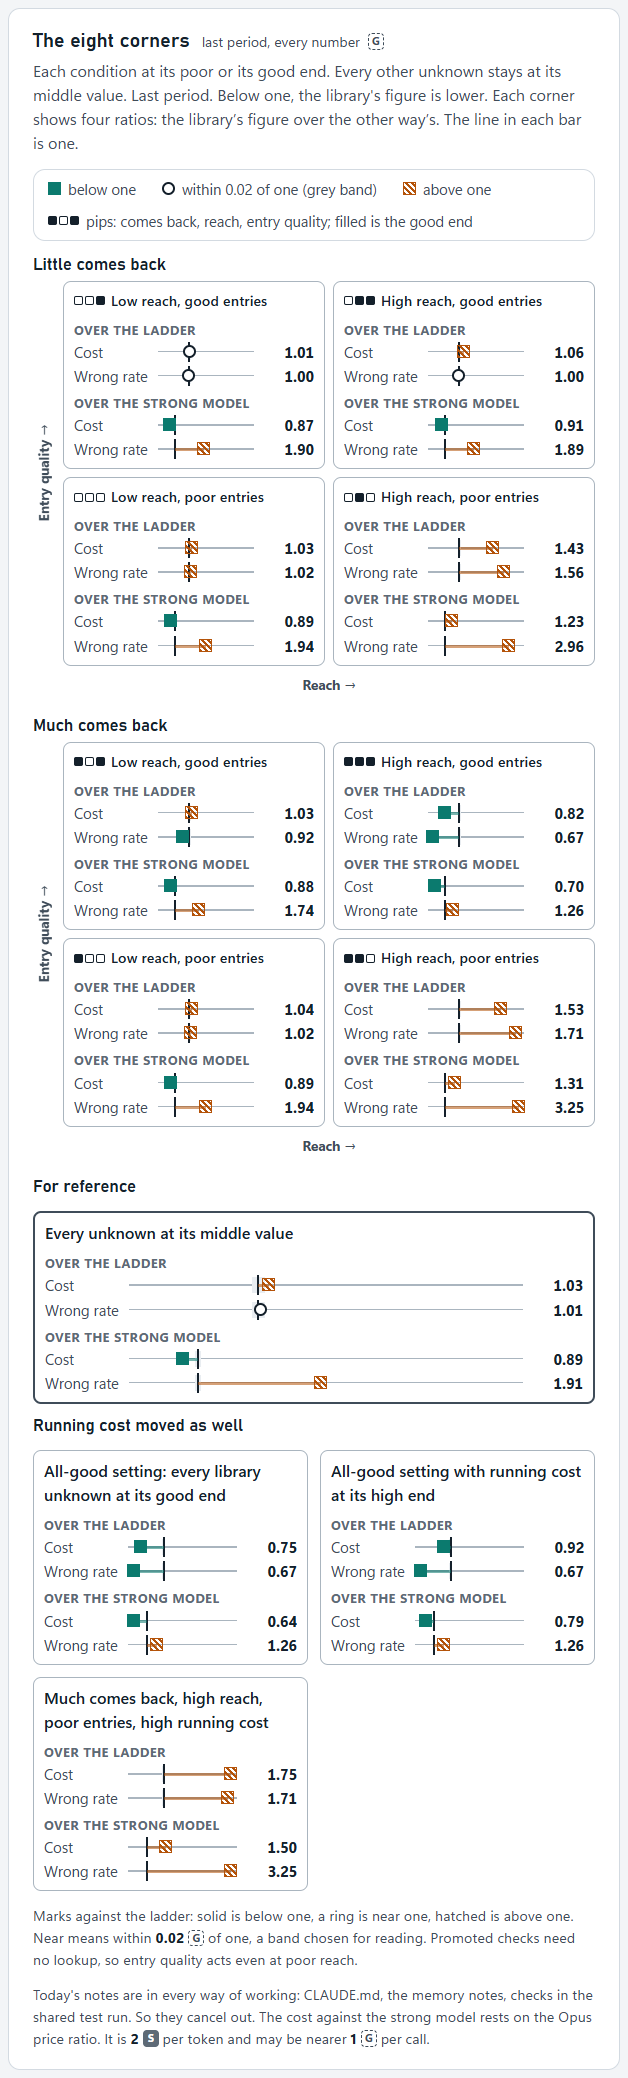 The eight corners last period, every number G
Each condition at its poor or its good end. Every other unknown stays at its
middle value. Last period. Below one, the library's figure is lower. Each corner
shows four ratios: the library’s figure over the other way’s. The line in each bar
is one.
below one within 0.02 of one (grey band) above one
pips: comes back, reach, entry quality; filled is the good end
Little comes back
Entry quality →
Low reach, good entries
OVER THE LADDER
Cost 1.01
Wrong rate 1.00
OVER THE STRONG MODEL
Cost 0.87
Wrong rate 1.90
High reach, good entries
OVER THE LADDER
Cost 1.06
Wrong rate 1.00
OVER THE STRONG MODEL
Cost 0.91
Wrong rate 1.89
Low reach, poor entries
OVER THE LADDER
Cost 1.03
Wrong rate 1.02
OVER THE STRONG MODEL
Cost 0.89
Wrong rate 1.94
High reach, poor entries
OVER THE LADDER
Cost 1.43
Wrong rate 1.56
OVER THE STRONG MODEL
Cost 1.23
Wrong rate 2.96
Reach →
Much comes back
Entry quality →
Low reach, good entries
OVER THE LADDER
Cost 1.03
Wrong rate 0.92
OVER THE STRONG MODEL
Cost 0.88
Wrong rate 1.74
High reach, good entries
OVER THE LADDER
Cost 0.82
Wrong rate 0.67
OVER THE STRONG MODEL
Cost 0.70
Wrong rate 1.26
Low reach, poor entries
OVER THE LADDER
Cost 1.04
Wrong rate 1.02
OVER THE STRONG MODEL
Cost 0.89
Wrong rate 1.94
High reach, poor entries
OVER THE LADDER
Cost 1.53
Wrong rate 1.71
OVER THE STRONG MODEL
Cost 1.31
Wrong rate 3.25
Reach →
For reference
Every unknown at its middle value
OVER THE LADDER
Cost 1.03
Wrong rate 1.01
OVER THE STRONG MODEL
Cost 0.89
Wrong rate 1.91
Running cost moved as well
All-good setting: every library
unknown at its good end
OVER THE LADDER
Cost 0.75
Wrong rate 0.67
OVER THE STRONG MODEL
Cost 0.64
Wrong rate 1.26
All-good setting with running cost
at its high end
OVER THE LADDER
Cost 0.92
Wrong rate 0.67
OVER THE STRONG MODEL
Cost 0.79
Wrong rate 1.26
Much comes back, high reach,
poor entries, high running cost
OVER THE LADDER
Cost 1.75
Wrong rate 1.71
OVER THE STRONG MODEL
Cost 1.50
Wrong rate 3.25
Marks against the ladder: solid is below one, a ring is near one, hatched is above one.
Near means within 0.02 G of one, a band chosen for reading. Promoted checks need
no lookup, so entry quality acts even at poor reach.
Today's notes are in every way of working: CLAUDE.md, the memory notes, checks in the
shared test run. So they cancel out. The cost against the strong model rests on the Opus
price ratio. It is 2 S per token and may be nearer 1 G per call.